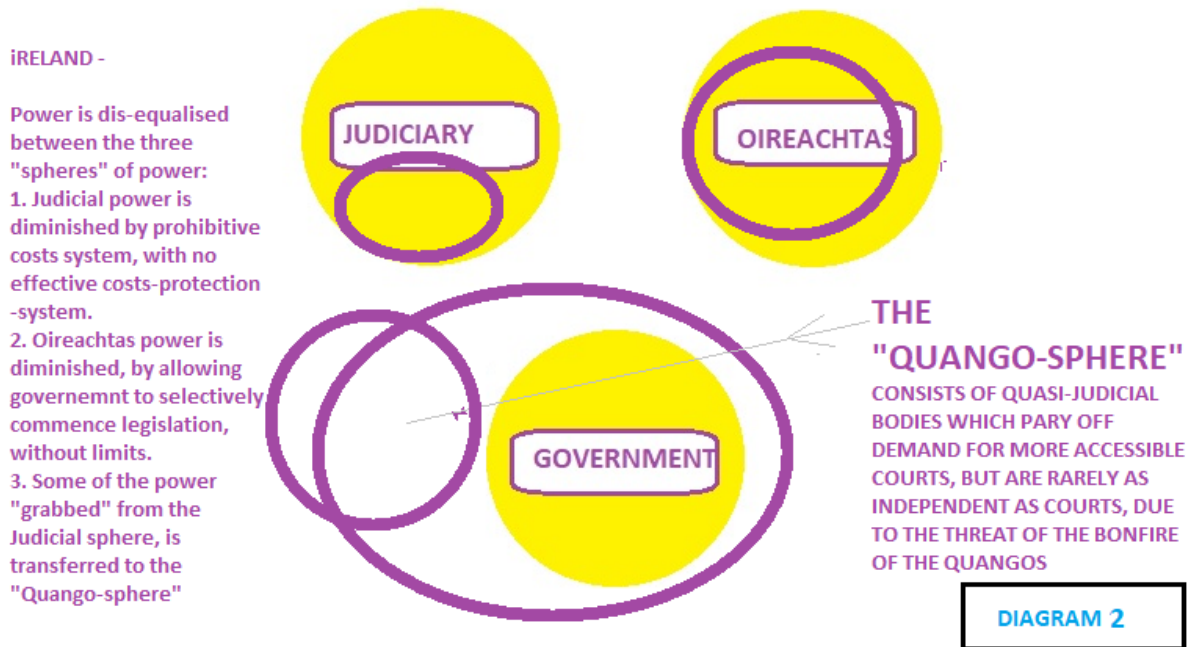 iRELAND -
Power is dis-equalised
between the three
"spheres" of power:
1. Judicial power is
diminished by prohibitive
costs system, with no
effective costs-protection
-system.
2. Oireachtas power is
diminished, by allowing
governemnt to selectively
commence legislation,
without limits.
3. Some of the power
"grabbed" from the
Judicial sphere, is
transferred to the
"Quango-sphere"
JUDICIARY
OIREACHTAS
GOVERNMENT
THE
"QUANGO-SPHERE"
CONSISTS OF QUASI-JUDICIAL
BODIES WHICH PARY OFF
DEMAND FOR MORE ACCESSIBLE
COURTS, BUT ARE RARELY AS
INDEPENDENT AS COURTS, DUE
TO THE THREAT OF THE BONFIRE
OF THE QUANGOS
DIAGRAM 2